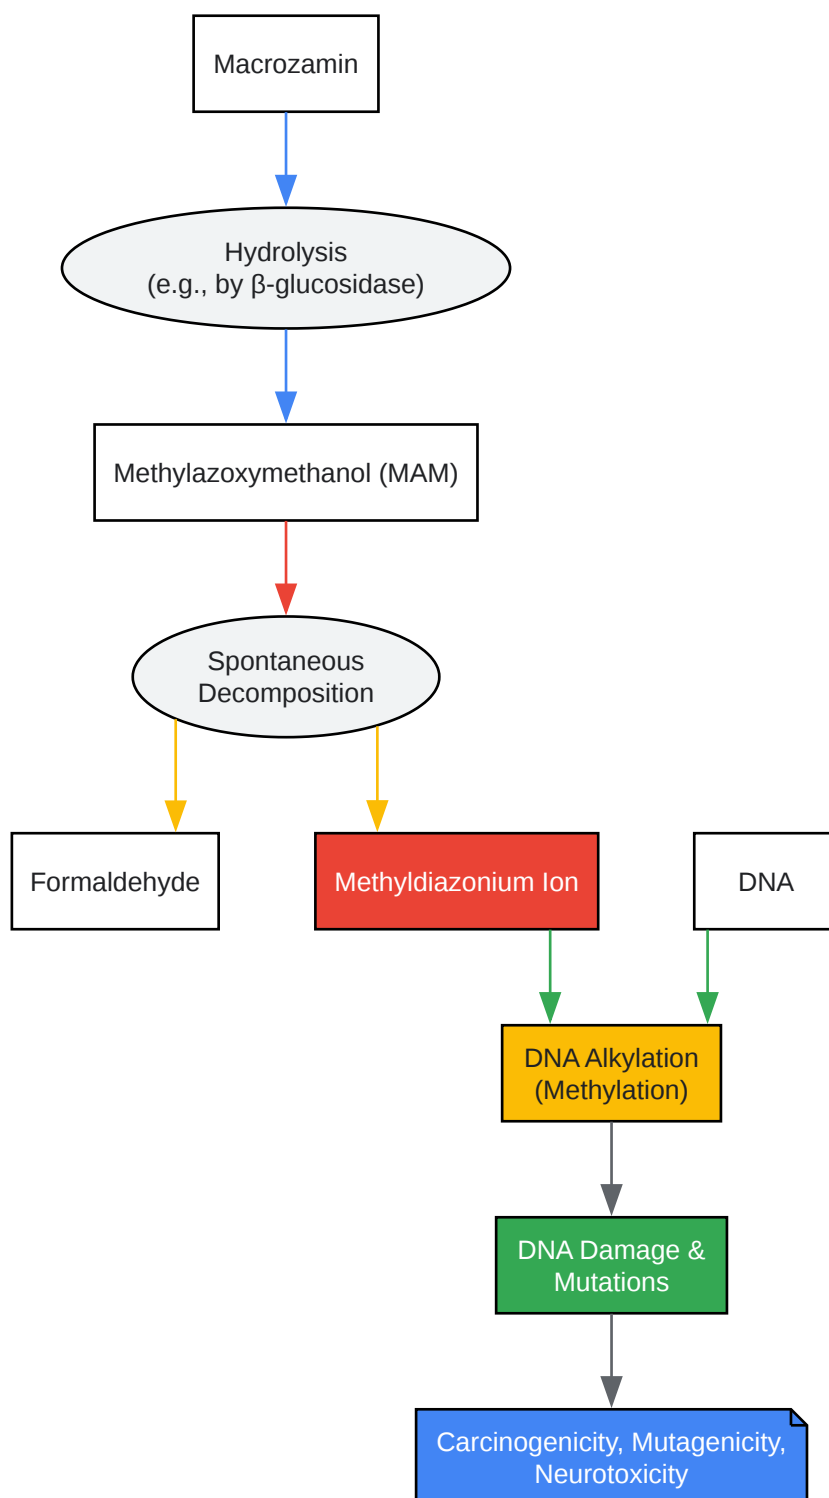 Macrozamin
Hydrolysis
(e.g., by β-glucosidase)
Methylazoxymethanol (MAM)
Spontaneous
Decomposition
Formaldehyde
Methyldiazonium Ion
DNA
DNA Alkylation
(Methylation)
DNA Damage &
Mutations
Carcinogenicity, Mutagenicity,
Neurotoxicity